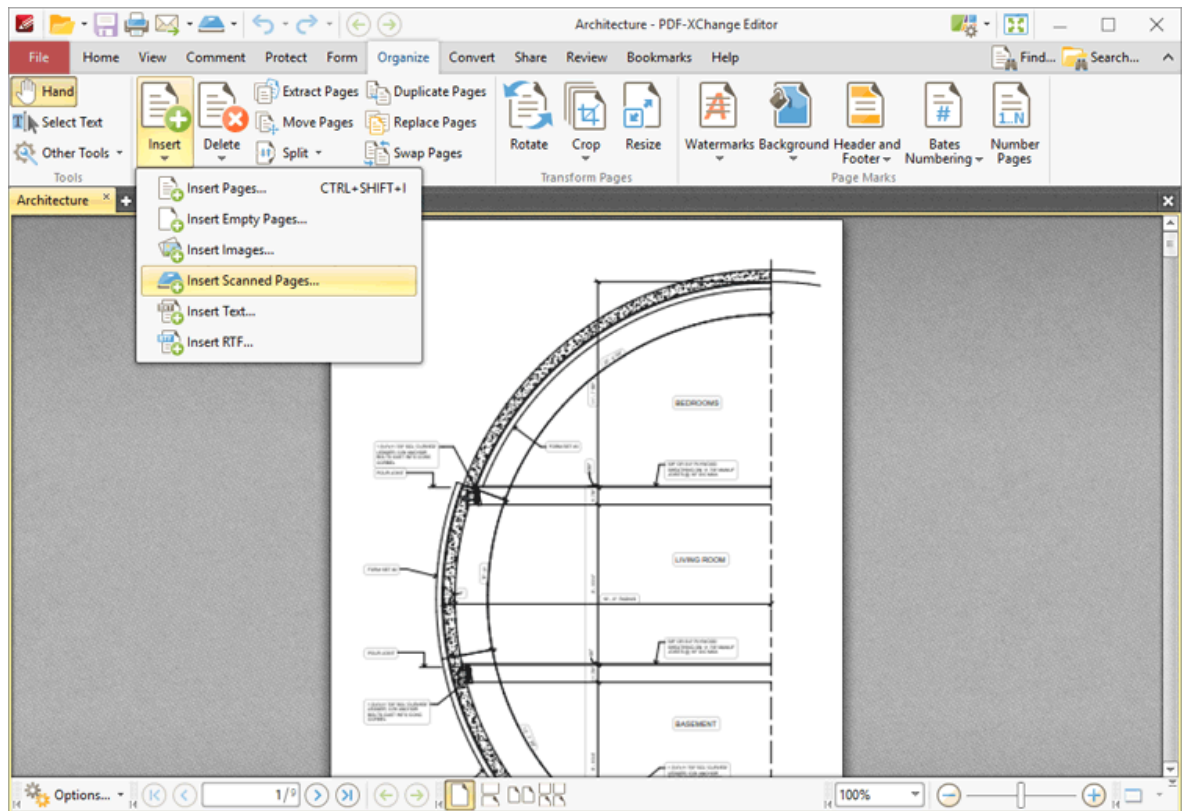 Architecture - PDF-XChange Editor
File Home View Comment Protect Form Organize Convert Share Review Bookmarks Help Find... Search...
Hand
Select Text
Other Tools
Tools
Insert
Delete
Extract Pages
Move Pages
Split
Duplicate Pages
Replace Pages
Swap Pages
Rotate
Crop
Resize
Transform Pages
Watermarks
Background
Header and
Footer
Bates
Numbering
Number
Pages
Page Marks
Architecture
Insert Pages... CTRL+SHIFT+I
Insert Empty Pages...
Insert Images...
Insert Scanned Pages...
Insert Text...
Insert RTF...
BEDROOMS
LIVING ROOM
BASEMENT
Options...
1/9
100%